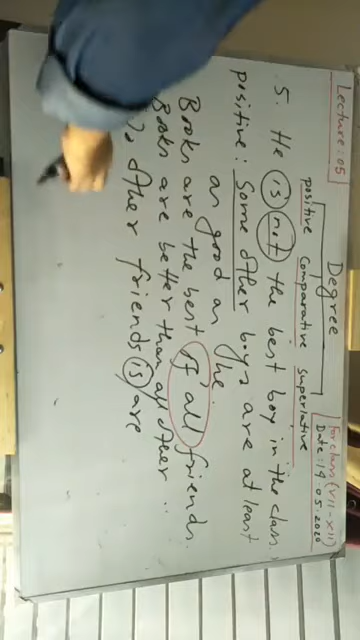 Lecture: 05
Degree
For class (VII-XII)
Date: 19.05.2020
positive comparative superlative
5. He is not the best boy in the class.
positive: Some other boys are at least
as good as he.
Books are the best of all friends.
Books are better than all other ..
No other friends is are